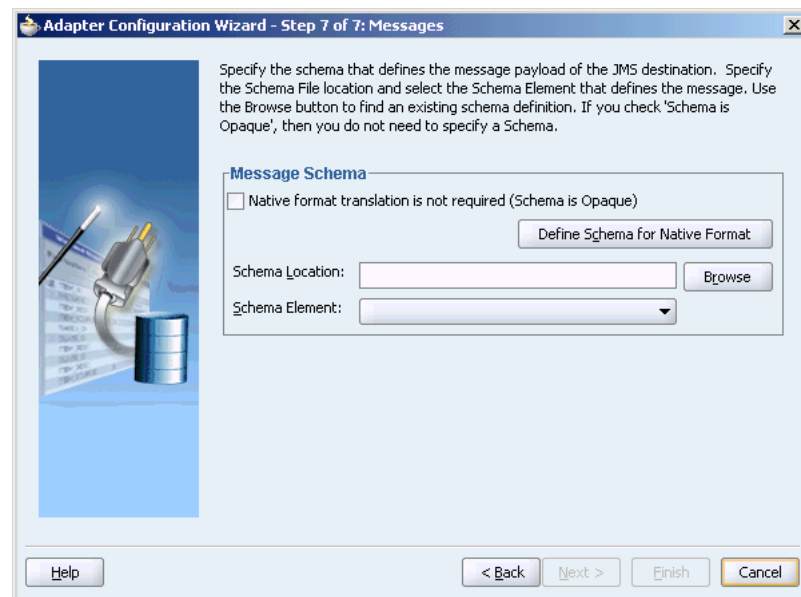 Adapter Configuration Wizard - Step 7 of 7: Messages
Specify the schema that defines the message payload of the JMS destination. Specify
the Schema File location and select the Schema Element that defines the message. Use
the Browse button to find an existing schema definition. If you check 'Schema is
Opaque', then you do not need to specify a Schema.
Message Schema
Native format translation is not required (Schema is Opaque)
Define Schema for Native Format
Schema Location:
Browse
Schema Element:
Help
< Back
Next >
Finish
Cancel